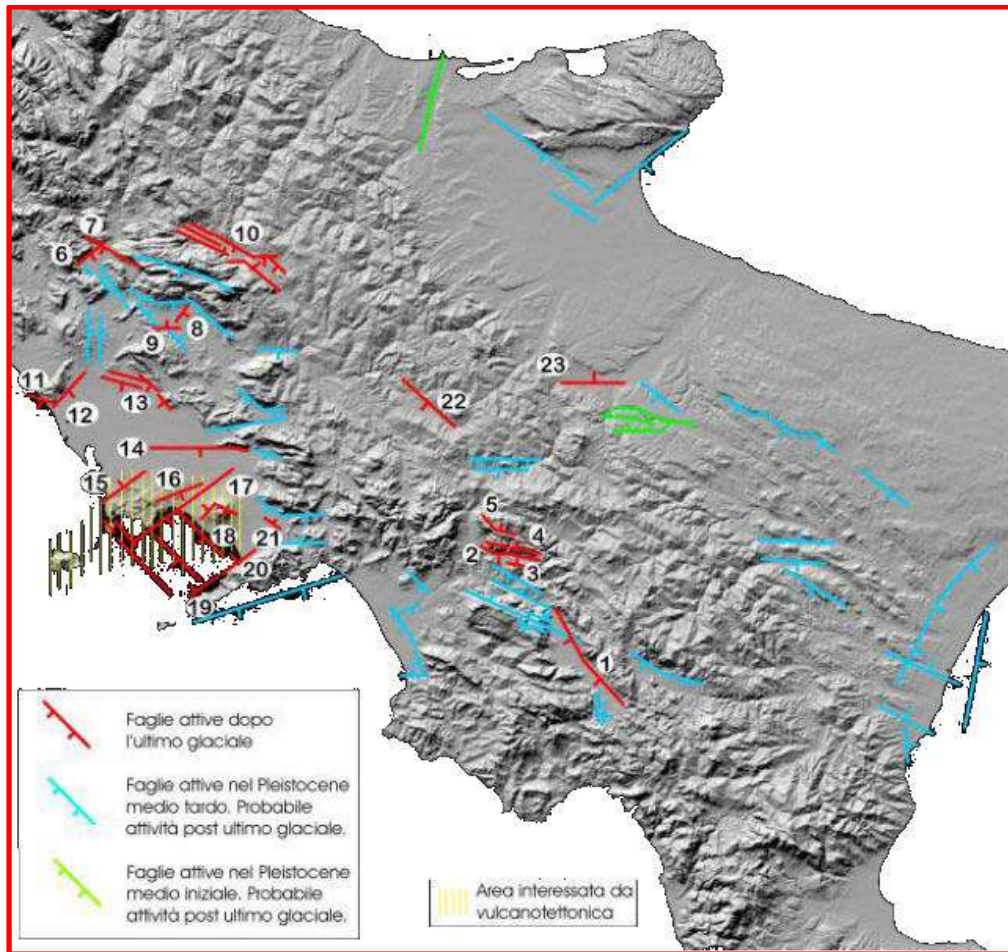 7
10
6
8
9
23
11
12
13
22
14
15
16
17
5
4
18
21
2
3
20
19
1
Faglie attive dopo
l'ultimo glaciale
Faglie attive nel Pleistocene
medio tardo. Probabile
attività post ultimo glaciale.
Faglie attive nel Pleistocene
medio iniziale. Probabile
attività post ultimo glaciale.
Area interessata da
vulcanotettonica